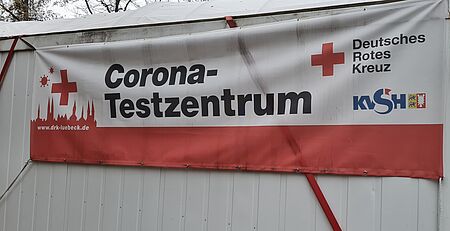 Corona-
Testzentrum
www.drk-luebeck.de
Deutsches
Rotes
Kreuz
KVSH